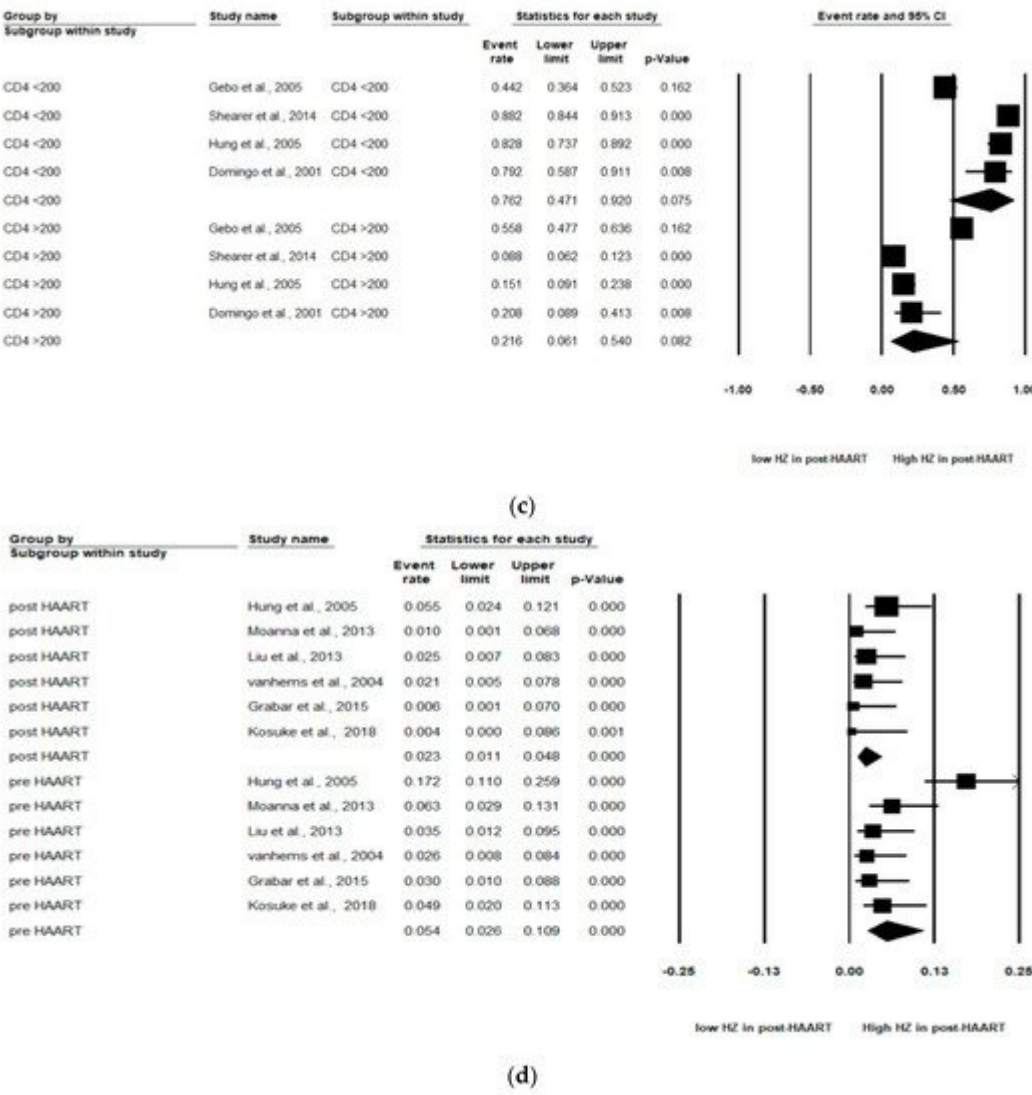 Group by Study name Subgroup within study Statistics for each study Event rate and 95% CI
Subgroup within study
Event rate Lower limit Upper limit p-Value
CD4 <200 Gebo et al., 2005 CD4 <200 0.442 0.364 0.523 0.162
CD4 <200 Shearer et al., 2014 CD4 <200 0.882 0.844 0.913 0.000
CD4 <200 Hung et al., 2005 CD4 <200 0.828 0.737 0.892 0.000
CD4 <200 Domingo et al., 2001 CD4 <200 0.792 0.587 0.911 0.008
CD4 <200 0.762 0.471 0.920 0.075
CD4 >200 Gebo et al., 2005 CD4 >200 0.558 0.477 0.636 0.162
CD4 >200 Shearer et al., 2014 CD4 >200 0.088 0.062 0.123 0.000
CD4 >200 Hung et al., 2005 CD4 >200 0.151 0.091 0.238 0.000
CD4 >200 Domingo et al., 2001 CD4 >200 0.208 0.089 0.413 0.008
CD4 >200 0.216 0.061 0.540 0.082
-1.00 -0.50 0.00 0.50 1.00
low HZ in post-HAART High HZ in post-HAART
(c)
Group by Study name Statistics for each study
Subgroup within study
Event rate Lower limit Upper limit p-Value
post HAART Hung et al., 2005 0.055 0.024 0.121 0.000
post HAART Moanna et al., 2013 0.010 0.001 0.068 0.000
post HAART Liu et al., 2013 0.025 0.007 0.083 0.000
post HAART vanhems et al., 2004 0.021 0.005 0.078 0.000
post HAART Grabar et al., 2015 0.006 0.001 0.070 0.000
post HAART Kosuke et al., 2018 0.004 0.000 0.086 0.001
post HAART 0.023 0.011 0.048 0.000
pre HAART Hung et al., 2005 0.172 0.110 0.259 0.000
pre HAART Moanna et al., 2013 0.063 0.029 0.131 0.000
pre HAART Liu et al., 2013 0.035 0.012 0.095 0.000
pre HAART vanhems et al., 2004 0.026 0.008 0.084 0.000
pre HAART Grabar et al., 2015 0.030 0.010 0.088 0.000
pre HAART Kosuke et al., 2018 0.049 0.020 0.113 0.000
pre HAART 0.054 0.026 0.109 0.000
-0.25 -0.13 0.00 0.13 0.25
low HZ in post-HAART High HZ in post-HAART
(d)